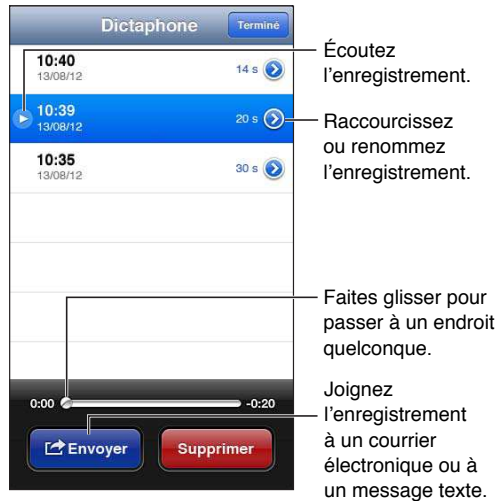 Dictaphone Terminé
10:40
13/08/12
14 s
10:39
13/08/12
20 s
10:35
13/08/12
30 s
0:00 -0:20
Envoyer Supprimer
Écoutez
l'enregistrement.
Raccourcissez
ou renommez
l'enregistrement.
Faites glisser pour
passer à un endroit
quelconque.
Joignez
l'enregistrement
à un courrier
électronique ou à
un message texte.